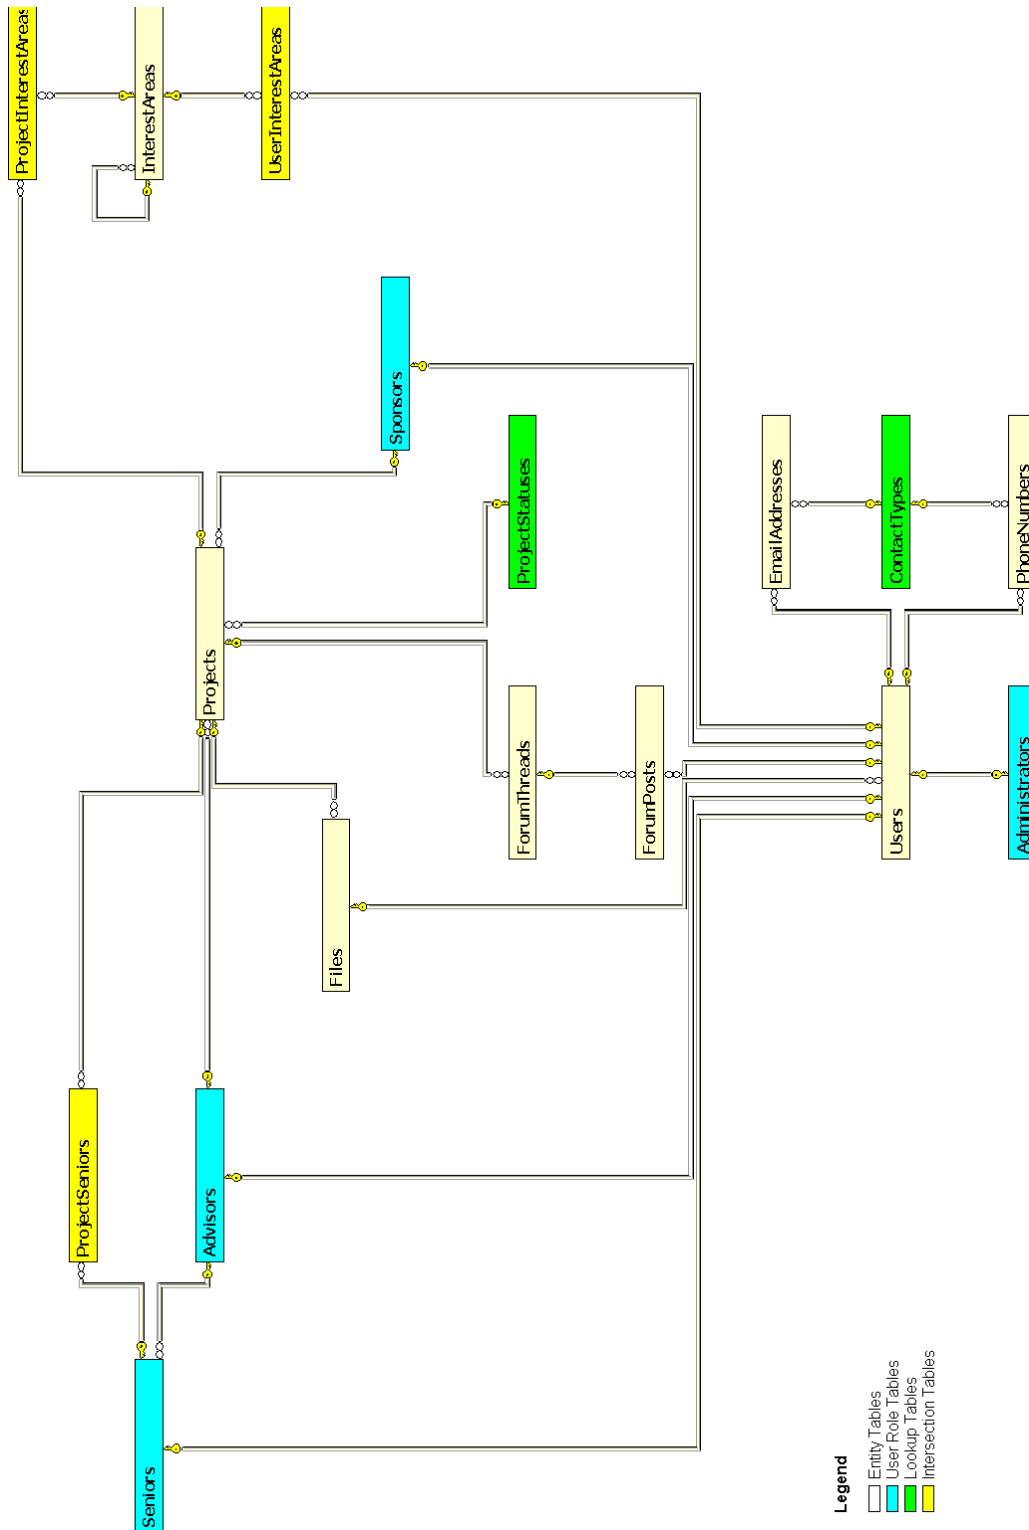 Seniors
ProjectSeniors
Advisors
Files
ForumThreads
ForumPosts
Users
Administrators
Projects
ProjectStatuses
EmailAddresses
ContactTypes
PhoneNumbers
Sponsors
ProjectInterestAreas
InterestAreas
UserInterestAreas
Legend
Entity Tables
User Role Tables
Lookup Tables
Intersection Tables